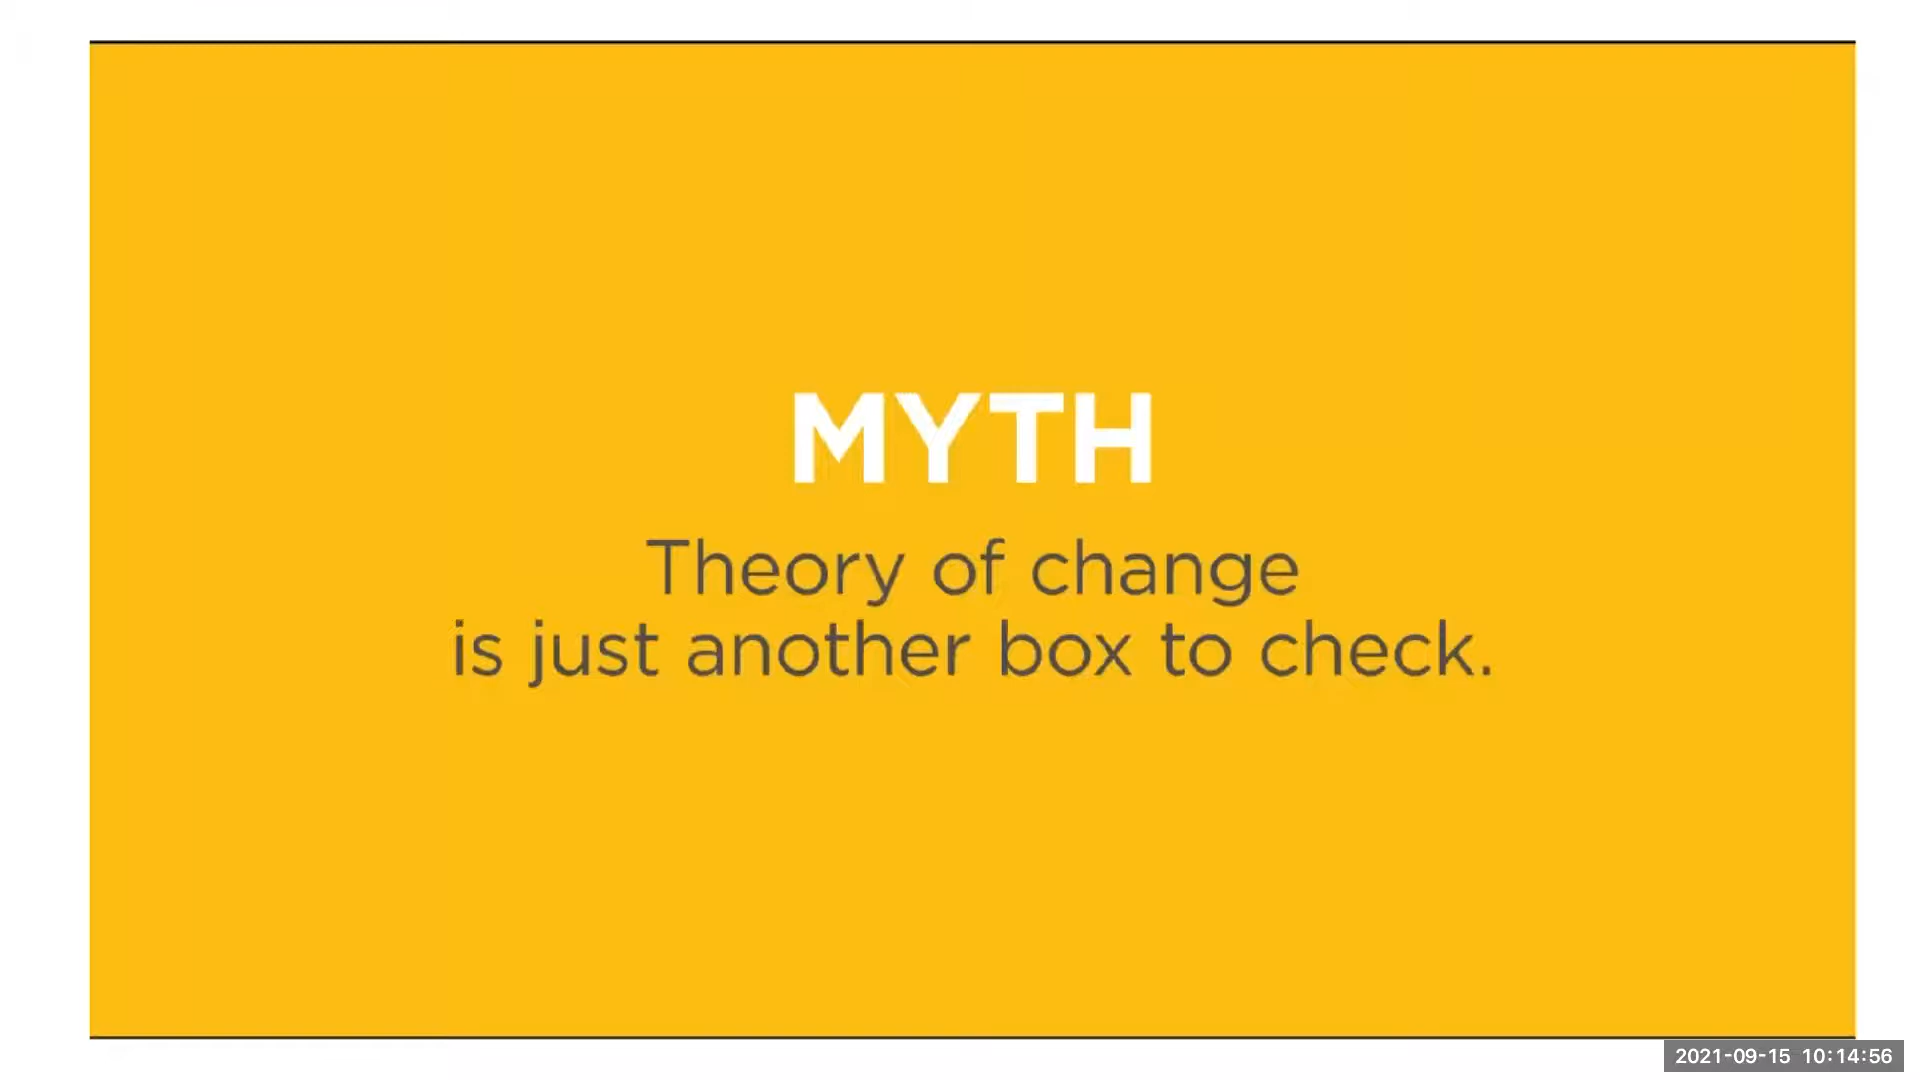 MYTH
Theory of change
is just another box to check.
2021-09-15 10:14:56